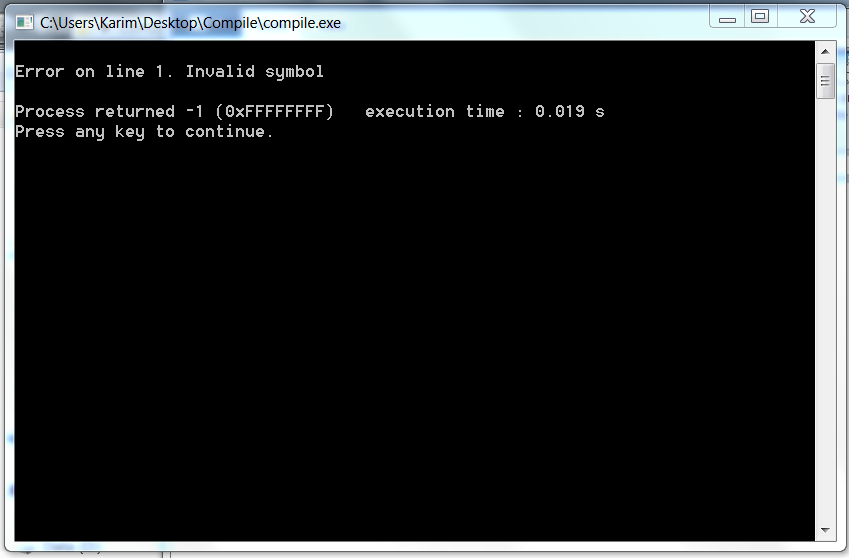 C:\Users\Karim\Desktop\Compile\compile.exe
Error on line 1. Invalid symbol
Process returned -1 (0xFFFFFFFF)   execution time : 0.019 s
Press any key to continue.